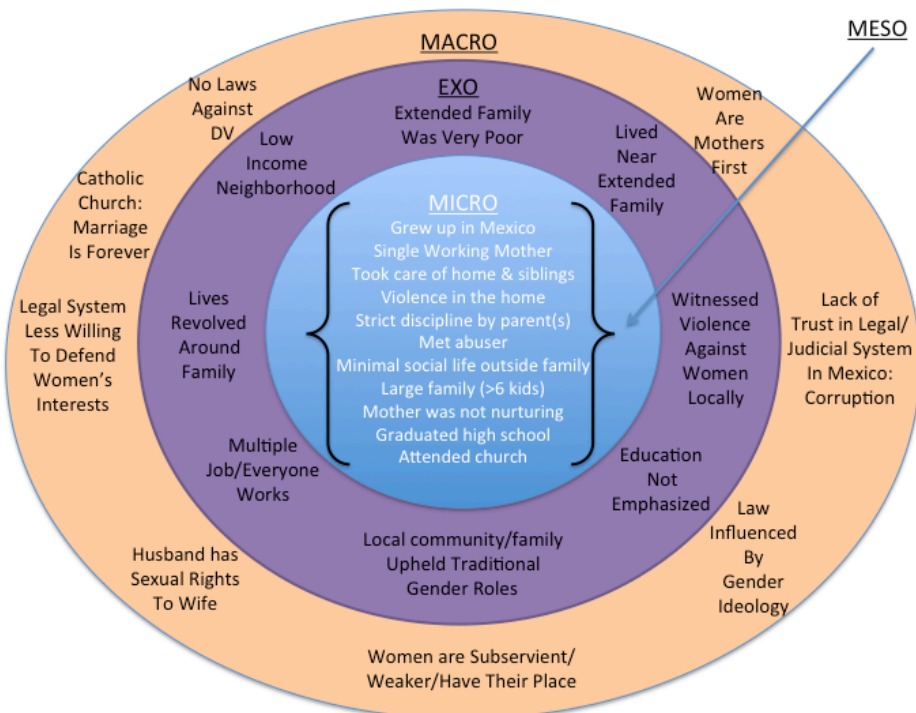 MESO
MACRO
No Laws
Against
DV
Women
Are
Mothers
First
Catholic
Church:
Marriage
Is Forever
Legal System
Less Willing
To Defend
Women's
Interests
Lack of
Trust in Legal/
Judicial System
In Mexico:
Corruption
Husband has
Sexual Rights
To Wife
Law
Influenced
By
Gender
Ideology
Women are Subservient/
Weaker/Have Their Place
EXO
Extended Family
Was Very Poor
Low
Income
Neighborhood
Lived
Near
Extended
Family
Lives
Revolved
Around
Family
Witnessed
Violence
Against
Women
Locally
Multiple
Job/Everyone
Works
Education
Not
Emphasized
Local community/family
Upheld Traditional
Gender Roles
MICRO
Grew up in Mexico
Single Working Mother
Took care of home & siblings
Violence in the home
Strict discipline by parent(s)
Met abuser
Minimal social life outside family
Large family (>6 kids)
Mother was not nurturing
Graduated high school
Attended church